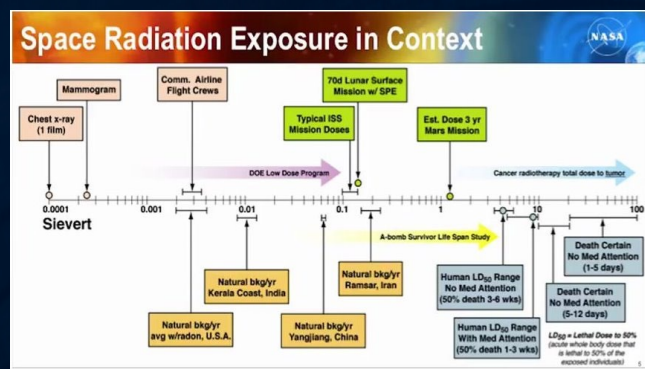 Space Radiation Exposure in Context
NASA
Chest x-ray
(1 film)
Mammogram
Comm. Airline
Flight Crews
Typical ISS
Mission Doses
70d Lunar Surface
Mission w/ SPE
Est. Dose 3 yr
Mars Mission
DOE Low Dose Program
Cancer radiotherapy total dose to tumor
0.0001
0.001
0.01
0.1
1
10
100
Sievert
A-bomb Survivor Life Span Study
Natural bkg/yr
avg w/radon, U.S.A.
Natural bkg/yr
Kerala Coast, India
Natural bkg/yr
Yangjiang, China
Natural bkg/yr
Ramsar, Iran
Human LD50 Range
No Med Attention
(50% death 3-6 wks)
Human LD50 Range
With Med Attention
(50% death 1-3 wks)
Death Certain
No Med Attention
(5-12 days)
Death Certain
No Med Attention
(1-5 days)
LD50 = Lethal Dose to 50%
(acute whole body dose that
is lethal to 50% of the
exposed individuals)
5